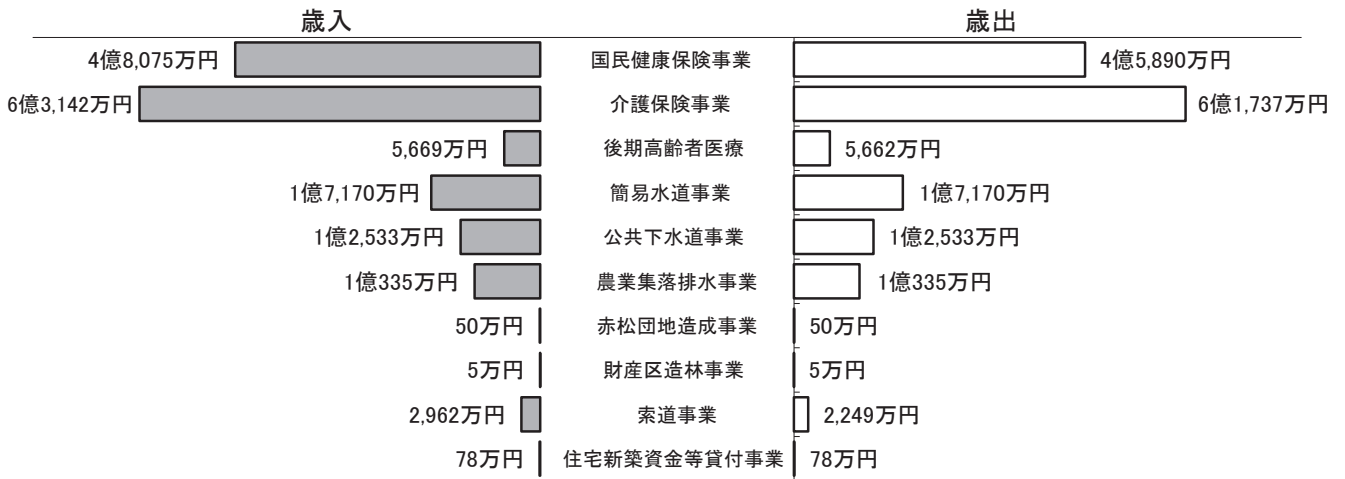 歳入 歳出
4億8,075万円 国民健康保険事業 4億5,890万円
6億3,142万円 介護保険事業 6億1,737万円
5,669万円 後期高齢者医療 5,662万円
1億7,170万円 簡易水道事業 1億7,170万円
1億2,533万円 公共下水道事業 1億2,533万円
1億335万円 農業集落排水事業 1億335万円
50万円 赤松団地造成事業 50万円
5万円 財産区造林事業 5万円
2,962万円 索道事業 2,249万円
78万円 住宅新築資金等貸付事業 78万円